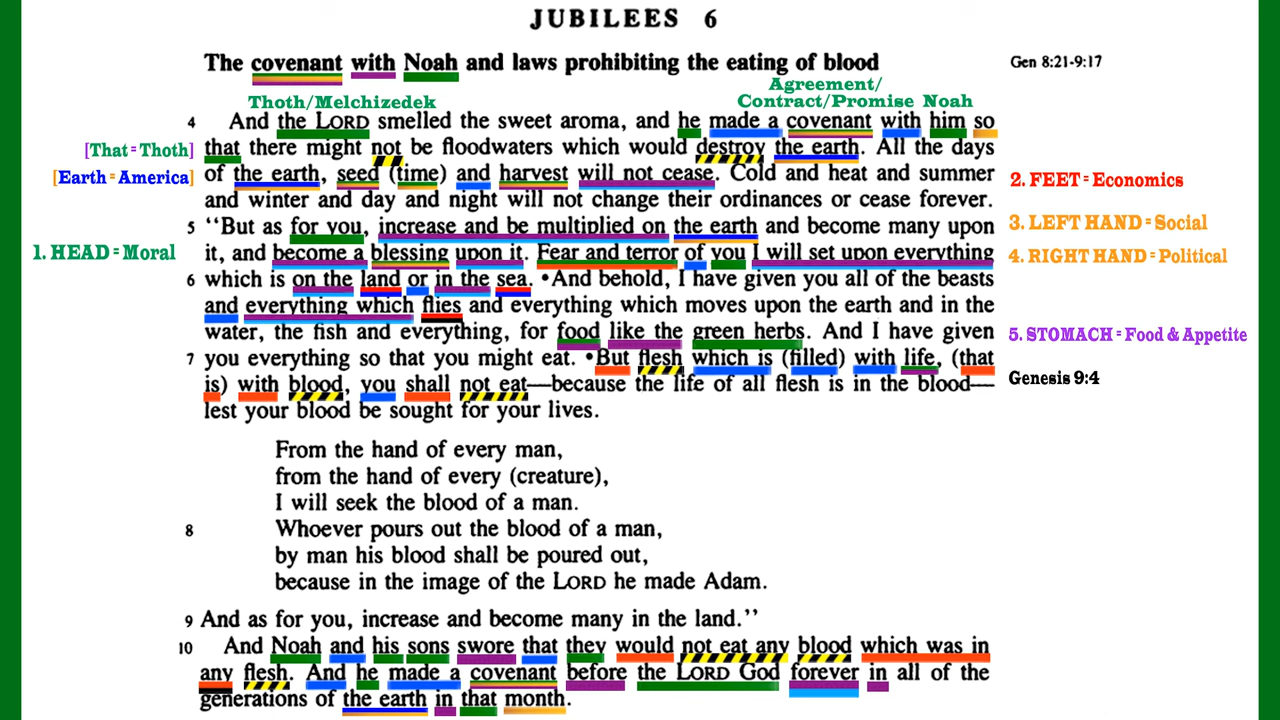 JUBILEES 6
The covenant with Noah and laws prohibiting the eating of blood
Gen 8:21-9:17
Thoth/Melchizedek
Agreement/
Contract/Promise Noah
4 And the LORD smelled the sweet aroma, and he made a covenant with him so
[That = Thoth]
that there might not be floodwaters which would destroy the earth. All the days
[Earth = America]
of the earth, seed (time) and harvest will not cease. Cold and heat and summer
2. FEET = Economics
and winter and day and night will not change their ordinances or cease forever.
5 “But as for you, increase and be multiplied on the earth and become many upon
3. LEFT HAND = Social
1. HEAD = Moral
it, and become a blessing upon it. Fear and terror of you I will set upon everything
4. RIGHT HAND = Political
6 which is on the land or in the sea. •And behold, I have given you all of the beasts
and everything which flies and everything which moves upon the earth and in the
water, the fish and everything, for food like the green herbs. And I have given
5. STOMACH = Food & Appetite
7 you everything so that you might eat. •But flesh which is (filled) with life, (that
is) with blood, you shall not eat—because the life of all flesh is in the blood—
Genesis 9:4
lest your blood be sought for your lives.
From the hand of every man,
from the hand of every (creature),
I will seek the blood of a man.
8 Whoever pours out the blood of a man,
by man his blood shall be poured out,
because in the image of the LORD he made Adam.
9 And as for you, increase and become many in the land.’’
10 And Noah and his sons swore that they would not eat any blood which was in
any flesh. And he made a covenant before the LORD God forever in all of the
generations of the earth in that month.